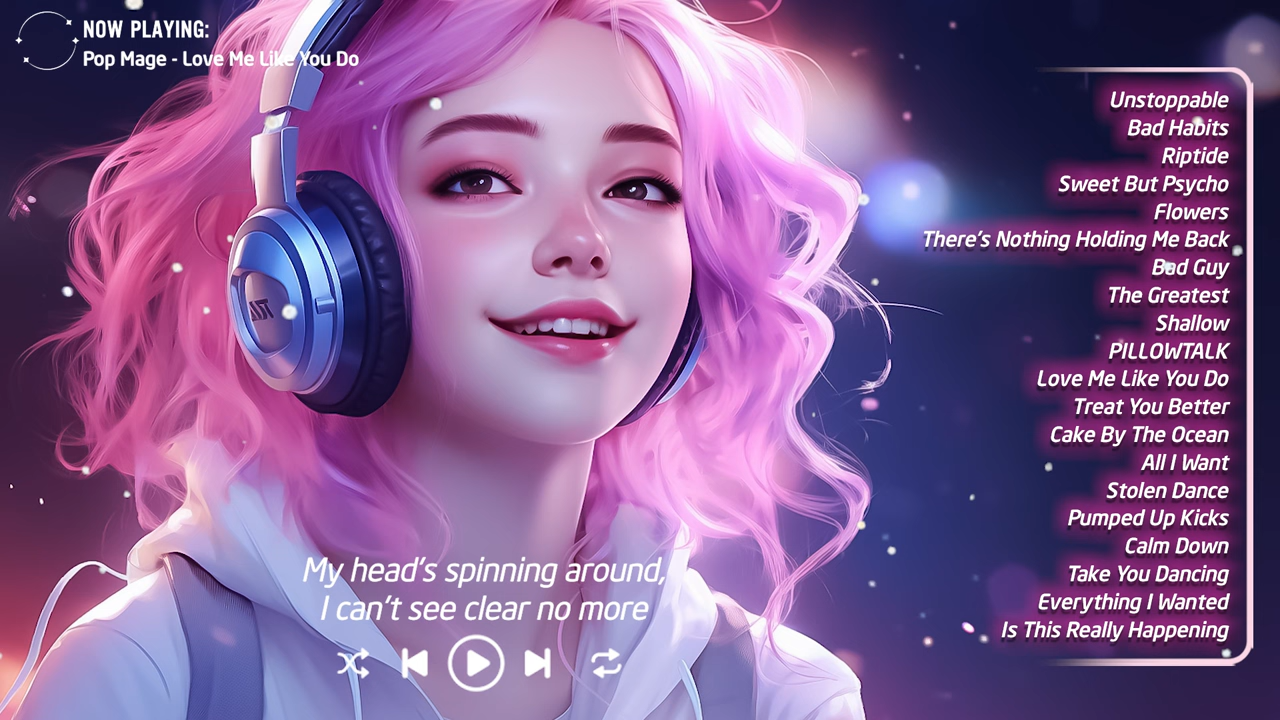 NOW PLAYING:
Pop Mage - Love Me Like You Do
Unstoppable
Bad Habits
Riptide
Sweet But Psycho
Flowers
There's Nothing Holding Me Back
Bad Guy
The Greatest
Shallow
PILLOWTALK
Love Me Like You Do
Treat You Better
Cake By The Ocean
All I Want
Stolen Dance
Pumped Up Kicks
Calm Down
Take You Dancing
Everything I Wanted
Is This Really Happening
My head's spinning around,
I can't see clear no more